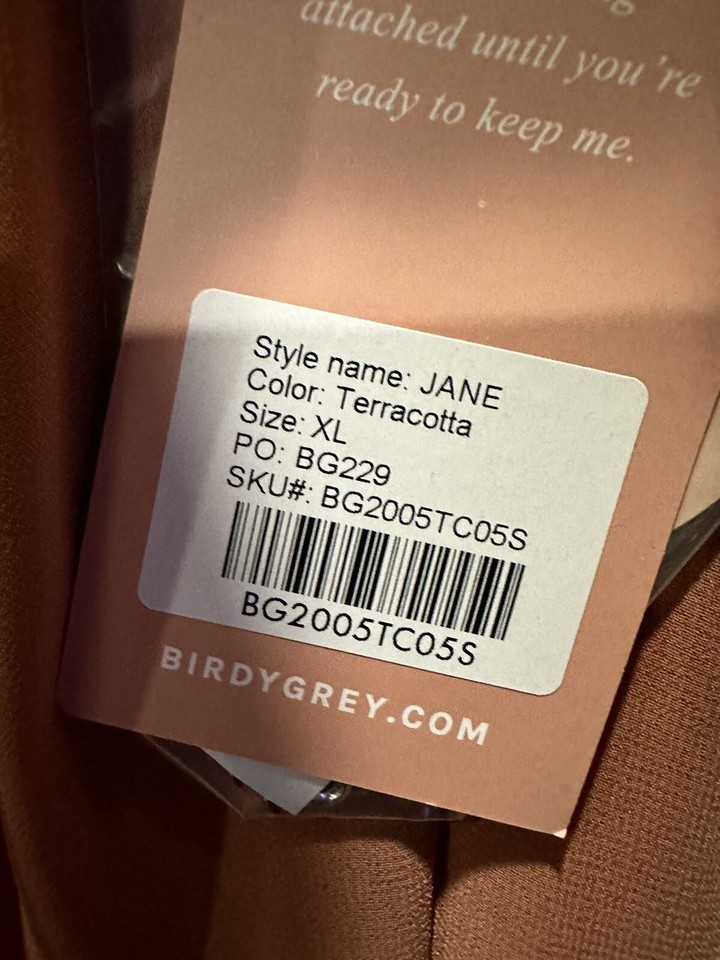 attached until you're
ready to keep me.
Style name: JANE
Color: Terracotta
Size: XL
PO: BG229
SKU#: BG2005TC05S
BG2005TC05S
BIRDYGREY.COM